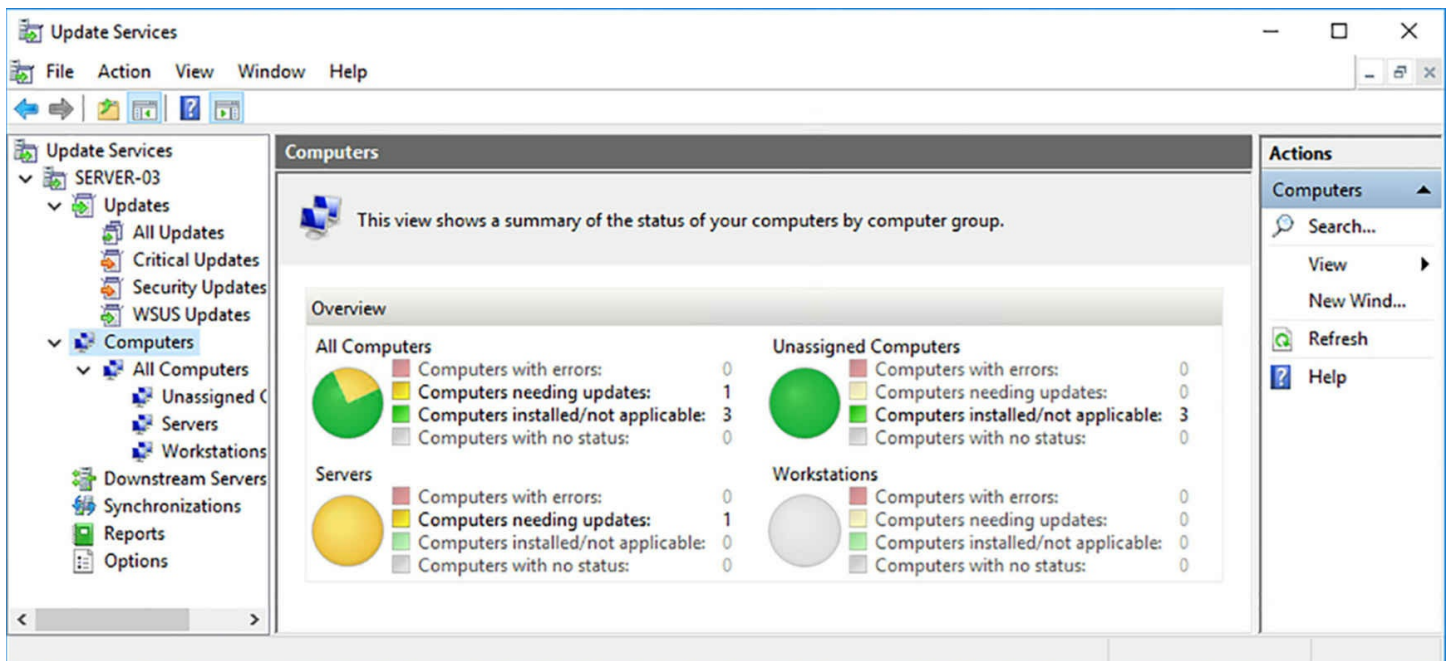 Update Services
File Action View Window Help
Update Services
SERVER-03
Updates
All Updates
Critical Updates
Security Updates
WSUS Updates
Computers
All Computers
Unassigned C
Servers
Workstations
Downstream Servers
Synchronizations
Reports
Options
Computers
This view shows a summary of the status of your computers by computer group.
Overview
All Computers
Computers with errors: 0
Computers needing updates: 1
Computers installed/not applicable: 3
Computers with no status: 0
Unassigned Computers
Computers with errors: 0
Computers needing updates: 0
Computers installed/not applicable: 3
Computers with no status: 0
Servers
Computers with errors: 0
Computers needing updates: 1
Computers installed/not applicable: 0
Computers with no status: 0
Workstations
Computers with errors: 0
Computers needing updates: 0
Computers installed/not applicable: 0
Computers with no status: 0
Actions
Computers
Search...
View
New Wind...
Refresh
Help